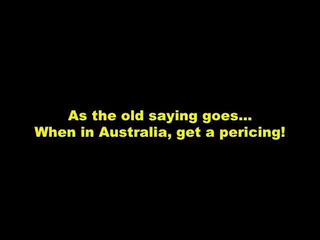 As the old saying goes...
When in Australia, get a pericing!